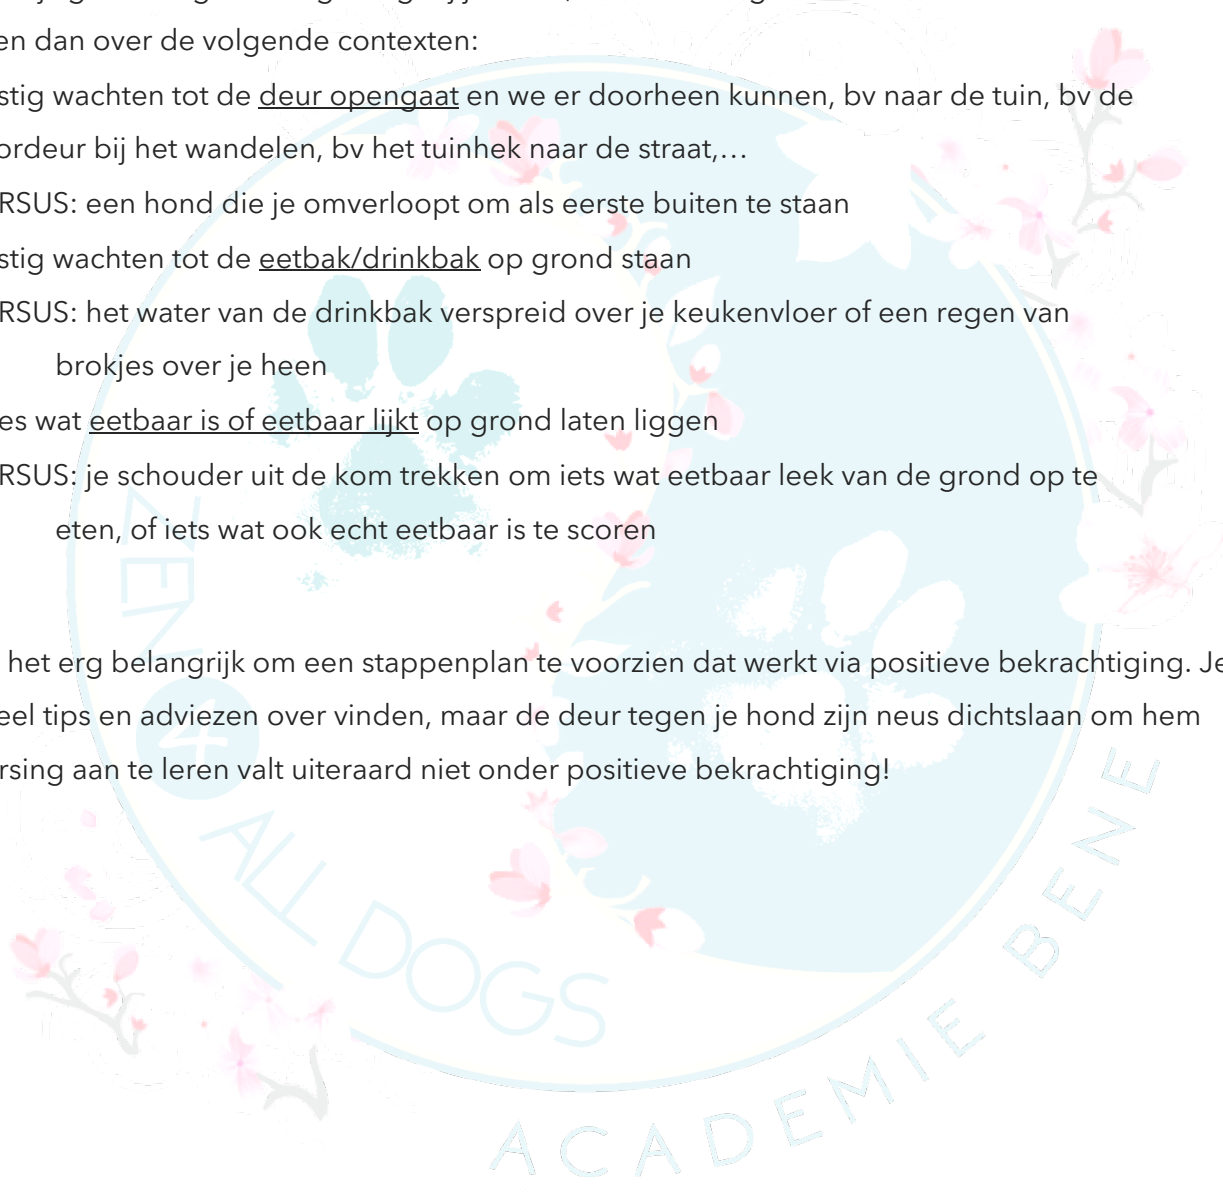 en dan over de volgende contexten:
stig wachten tot de deur opengaat en we er doorheen kunnen, bv naar de tuin, bv de
ordeur bij het wandelen, bv het tuinhek naar de straat,…
RSUS: een hond die je omverloopt om als eerste buiten te staan
stig wachten tot de eetbak/drinkbak op grond staan
RSUS: het water van de drinkbak verspreid over je keukenvloer of een regen van
brokjes over je heen
es wat eetbaar is of eetbaar lijkt op grond laten liggen
RSUS: je schouder uit de kom trekken om iets wat eetbaar leek van de grond op te
eten, of iets wat ook echt eetbaar is te scoren
het erg belangrijk om een stappenplan te voorzien dat werkt via positieve bekrachtiging. Je
eel tips en adviezen over vinden, maar de deur tegen je hond zijn neus dichtslaan om hem
rsing aan te leren valt uiteraard niet onder positieve bekrachtiging!
ZEN 4 ALL DOGS
ACADEMIE BENE